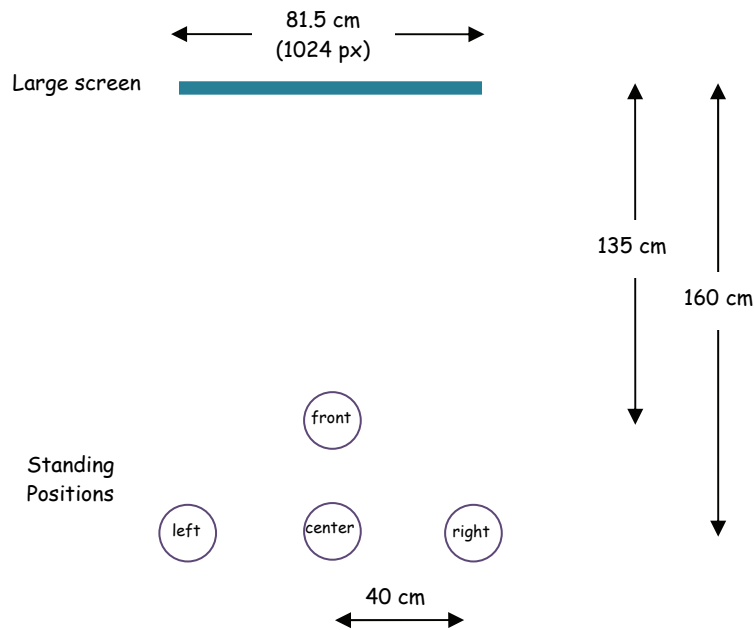 81.5 cm
(1024 px)
Large screen
135 cm
160 cm
front
Standing
Positions
left
center
right
40 cm